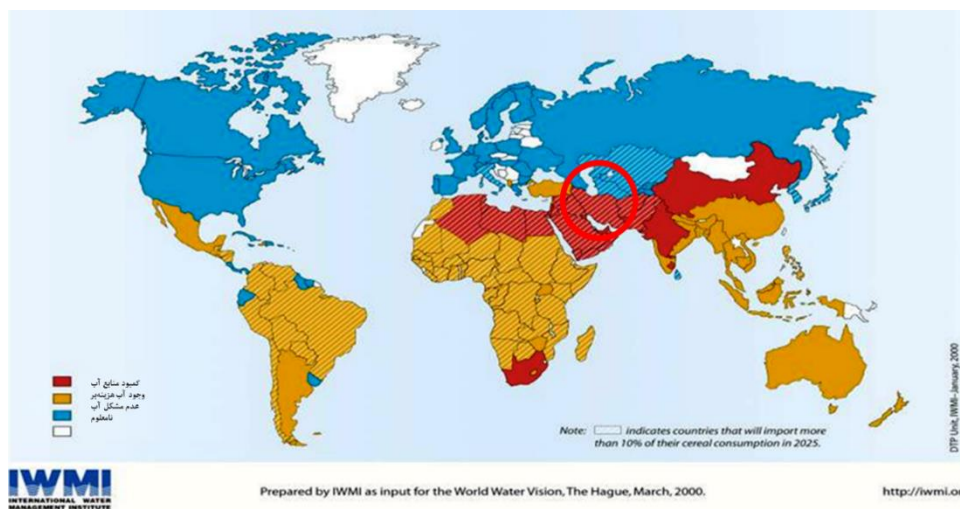 کمبود منابع آب
وجود آب هزینه‌بر
عدم مشکل آب
نامعلوم
Note: indicates countries that will import more
than 10% of their cereal consumption in 2025.
DTP Unit, IWMI-January, 2000
IWMI
INTERNATIONAL WATER
MANAGEMENT INSTITUTE
Prepared by IWMI as input for the World Water Vision, The Hague, March, 2000.
http://iwmi.o